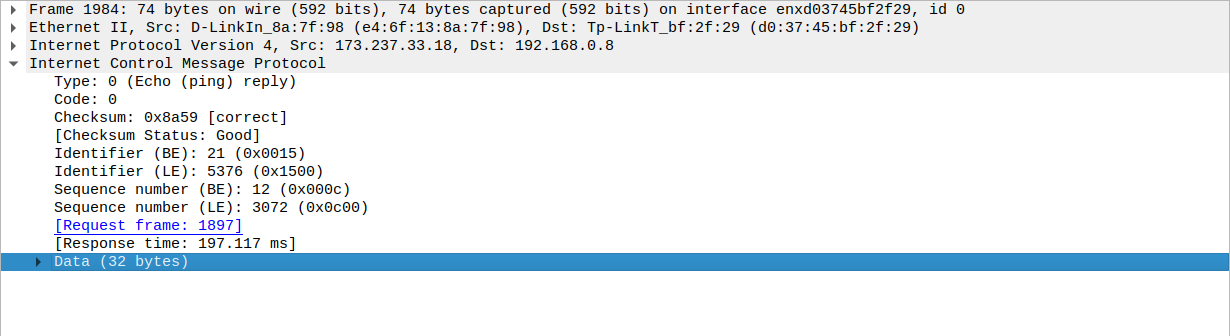 Frame 1984: 74 bytes on wire (592 bits), 74 bytes captured (592 bits) on interface enxd03745bf2f29, id 0
Ethernet II, Src: D-LinkIn_8a:7f:98 (e4:6f:13:8a:7f:98), Dst: Tp-LinkT_bf:2f:29 (d0:37:45:bf:2f:29)
Internet Protocol Version 4, Src: 173.237.33.18, Dst: 192.168.0.8
Internet Control Message Protocol
Type: 0 (Echo (ping) reply)
Code: 0
Checksum: 0x8a59 [correct]
[Checksum Status: Good]
Identifier (BE): 21 (0x0015)
Identifier (LE): 5376 (0x1500)
Sequence number (BE): 12 (0x000c)
Sequence number (LE): 3072 (0x0c00)
[Request frame: 1897]
[Response time: 197.117 ms]
Data (32 bytes)